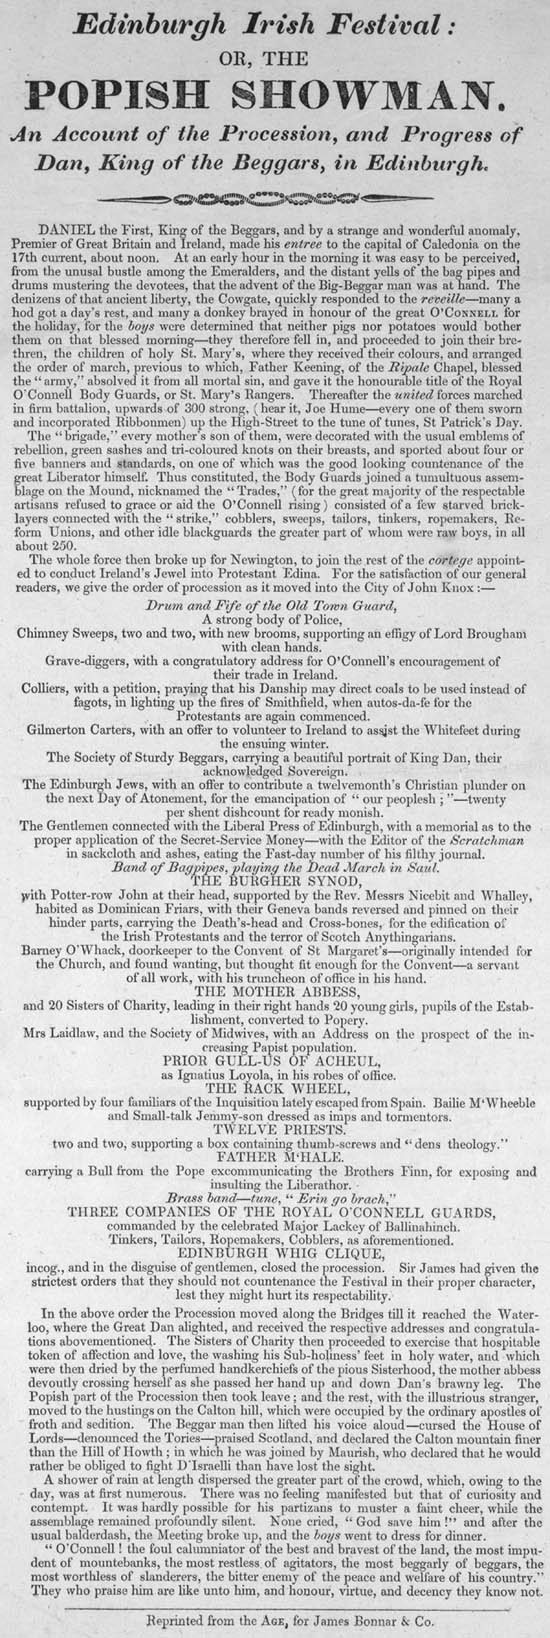 Edinburgh Irish Festival:
OR, THE
POPISH SHOWMAN.
An Account of the Procession, and Progress of
Dan, King of the Beggars, in Edinburgh.
DANIEL the First, King of the Beggars, and by a strange and wonderful anomaly,
Premier of Great Britain and Ireland, made his entree to the capital of Caledonia on the
17th current, about noon. At an early hour in the morning it was easy to be perceived,
from the unusual bustle among the Emeralders, and the distant yells of the bag pipes and
drums mustering the devotees, that the advent of the Big-Beggar man was at hand. The
denizens of that ancient liberty, the Cowgate, quickly responded to the reveille—many a
hod got a day's rest, and many a donkey brayed in honour of the great O'CONNELL for
the holiday, for the boys were determined that neither pigs nor potatoes would bother
them on that blessed morning—they therefore fell in, and proceeded to join their bre-
thren, the children of holy St. Mary's, where they received their colours, and arranged
the order of march, previous to which, Father Keening, of the Ripale Chapel, blessed
the "army," absolved it from all mortal sin, and gave it the honourable title of the Royal
O'Connell Body Guards, or St. Mary's Rangers. Thereafter the united forces marched
in firm battalion, upwards of 300 strong, (hear it, Joe Hume—every one of them sworn
and incorporated Ribbonmen) up the High-Street to the tune of tunes, St Patrick's Day.
The "brigade," every mother's son of them, were decorated with the usual emblems of
rebellion, green sashes and tri-coloured knots on their breasts, and sported about four or
five banners and standards, on one of which was the good looking countenance of the
great Liberator himself. Thus constituted, the Body Guards joined a tumultuous assem-
blage on the Mound, nicknamed the "Trades," (for the great majority of the respectable
artisans refused to grace or aid the O'Connell rising) consisted of a few starved brick-
layers connected with the "strike," cobblers, sweeps, tailors, tinkers, ropemakers, Re-
form Unions, and other idle blackguards the greater part of whom were raw boys, in all
about 250.
The whole force then broke up for Newington, to join the rest of the cortege appoint-
ed to conduct Ireland's Jewel into Protestant Edina. For the satisfaction of our general
readers, we give the order of procession as it moved into the City of John Knox:—
Drum and Fife of the Old Town Guard,
A strong body of Police,
Chimney Sweeps, two and two, with new brooms, supporting an effigy of Lord Brougham
with clean hands.
Grave-diggers, with a congratulatory address for O'Connell's encouragement of
their trade in Ireland.
Colliers, with a petition, praying that his Danship may direct coals to be used instead of
fagots, in lighting up the fires of Smithfield, when autos-da-fe for the
Protestants are again commenced.
Gilmerton Carters, with an offer to volunteer to Ireland to assist the Whitefeet during
the ensuing winter.
The Society of Sturdy Beggars, carrying a beautiful portrait of King Dan, their
acknowledged Sovereign.
The Edinburgh Jews, with an offer to contribute a twelvemonth's Christian plunder on
the next Day of Atonement, for the emancipation of "our peoplesh;"—twenty
per shent dishcount for ready monish.
The Gentlemen connected with the Liberal Press of Edinburgh, with a memorial as to the
proper application of the Secret-Service Money—with the Editor of the Scratchman
in sackcloth and ashes, eating the Fast-day number of his filthy journal.
Band of Bagpipes, playing the Dead March in Saul.
THE BURGHER SYNOD,
with Potter-row John at their head, supported by the Rev. Messrs Nicebit and Whalley,
habited as Dominican Friars, with their Geneva bands reversed and pinned on their
hinder parts, carrying the Death's-head and Cross-bones, for the edification of
the Irish Protestants and the terror of Scotch Anythingarians.
Barney O'Whack, doorkeeper to the Convent of St Margaret's—originally intended for
the Church, and found wanting, but thought fit enough for the Convent—a servant
of all work, with his truncheon of office in his hand.
THE MOTHER ABBESS,
and 20 Sisters of Charity, leading in their right hands 20 young girls, pupils of the Estab-
lishment, converted to Popery.
Mrs Laidlaw, and the Society of Midwives, with an Address on the prospect of the in-
creasing Papist population.
PRIOR GULL-US OF ACHEUL,
as Ignatius Loyola, in his robes of office.
THE RACK WHEEL,
supported by four familiars of the Inquisition lately escaped from Spain. Bailie M'Wheeble
and Small-talk Jemmy-son dressed as imps and tormentors.
TWELVE PRIESTS.
two and two, supporting a box containing thumb-screws and "dens theology."
FATHER M'HALE.
carrying a Bull from the Pope excommunicating the Brothers Finn, for exposing and
insulting the Liberathor.
Brass band—tune, "Erin go brach,"
THREE COMPANIES OF THE ROYAL O'CONNELL GUARDS,
commanded by the celebrated Major Lackey of Ballinahinch.
Tinkers, Tailors, Ropemakers, Cobblers, as aforementioned.
EDINBURGH WHIG CLIQUE,
incog., and in the disguise of gentlemen, closed the procession. Sir James had given the
strictest orders that they should not countenance the Festival in their proper character,
lest they might hurt its respectability.
In the above order the Procession moved along the Bridges till it reached the Water-
loo, where the Great Dan alighted, and received the respective addresses and congratula-
tions abovementioned. The Sisters of Charity then proceeded to exercise that hospitable
token of affection and love, the washing his Sub-holiness' feet in holy water, and which
were then dried by the perfumed handkerchiefs of the pious Sisterhood, the mother abbess
devoutly crossing herself as she passed her hand up and down Dan's brawny leg. The
Popish part of the Procession then took leave; and the rest, with the illustrious stranger,
moved to the hustings on the Calton hill, which were occupied by the ordinary apostles of
froth and sedition. The Beggar man then lifted his voice aloud—cursed the House of
Lords—denounced the Tories—praised Scotland, and declared the Calton mountain finer
than the Hill of Howth; in which he was joined by Maurish, who declared that he would
rather be obliged to fight D'Israelli than have lost the sight.
A shower of rain at length dispersed the greater part of the crowd, which, owing to the
day, was at first numerous. There was no feeling manifested but that of curiosity and
contempt. It was hardly possible for his partizans to muster a faint cheer, while the
assemblage remained profoundly silent. None cried, "God save him!" and after the
usual balderdash, the Meeting broke up, and the boys went to dress for dinner.
"O'Connell! the foul calumniator of the best and bravest of the land, the most impu-
dent of mountebanks, the most restless of agitators, the most beggarly of beggars, the
most worthless of slanderers, the bitter enemy of the peace and welfare of his country."
They who praise him are like unto him, and honour, virtue, and decency they know not.
Reprinted from the AGE, for James Bonnar & Co.